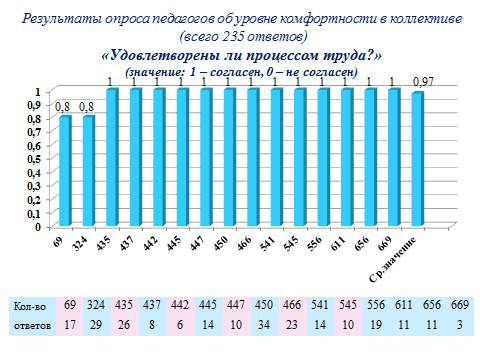 Результаты опроса педагогов об уровне комфортности в коллективе
(всего 235 ответов)
«Удовлетворены ли процессом труда?»
(значение: 1 – согласен, 0 – не согласен)
0,8 0,8 1 1 1 1 1 1 1 1 1 1 1 1 1 0,97
1
0,9
0,8
0,7
0,6
0,5
0,4
0,3
0,2
0,1
0
69 324 435 437 442 445 447 450 466 541 545 556 611 656 669 Ср.значение
Кол-во 69 324 435 437 442 445 447 450 466 541 545 556 611 656 669
ответов 17 29 26 8 6 14 10 34 23 14 10 19 11 11 3